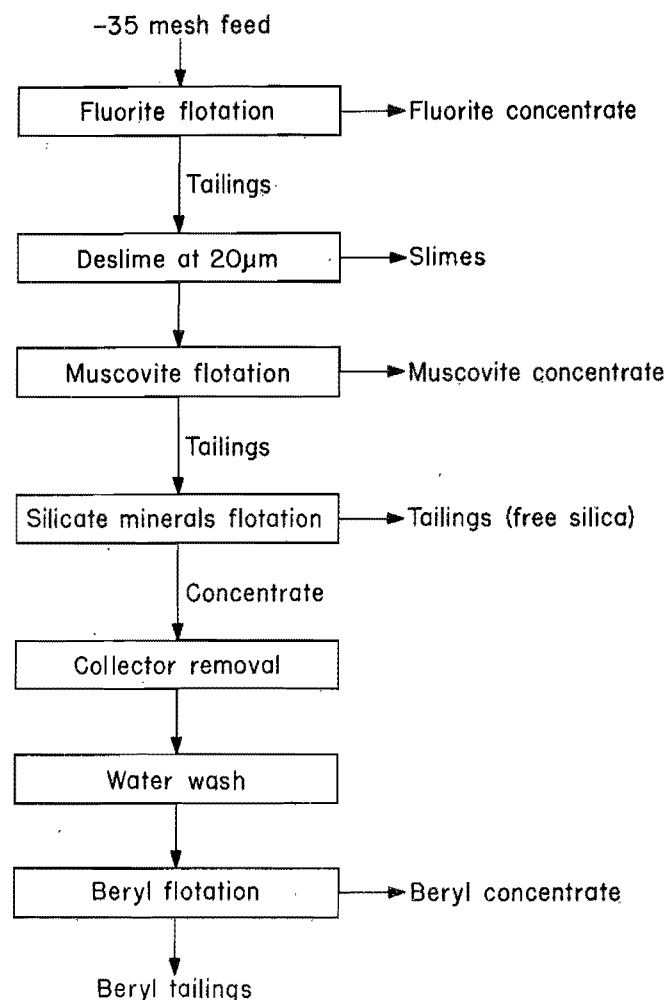 –35 mesh feed
Fluorite flotation
Fluorite concentrate
Tailings
Deslime at 20µm
Slimes
Muscovite flotation
Muscovite concentrate
Tailings
Silicate minerals flotation
Tailings (free silica)
Concentrate
Collector removal
Water wash
Beryl flotation
Beryl concentrate
Beryl tailings